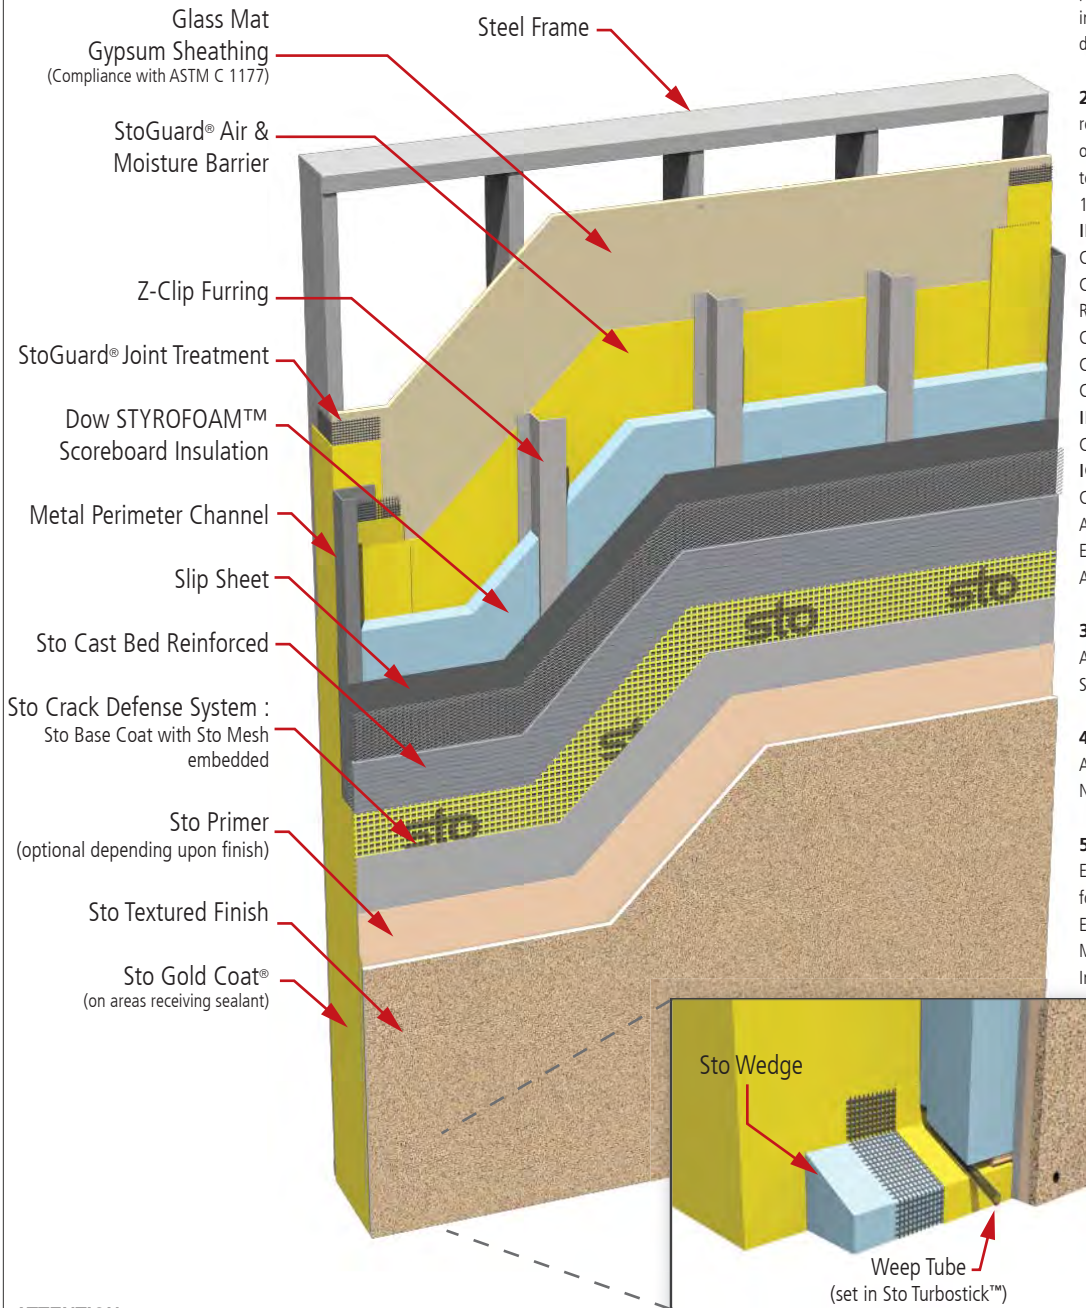 Glass Mat
Gypsum Sheathing
(Compliance with ASTM C 1177)
Steel Frame
StoGuard® Air &
Moisture Barrier
Z-Clip Furring
StoGuard® Joint Treatment
Dow STYROFOAM™
Scoreboard Insulation
Metal Perimeter Channel
Slip Sheet
Sto Cast Bed Reinforced
Sto Crack Defense System :
Sto Base Coat with Sto Mesh
embedded
Sto Primer
(optional depending upon finish)
Sto Textured Finish
Sto Gold Coat®
(on areas receiving sealant)
sto
sto
sto
sto
Sto Wedge
Weep Tube
(set in Sto Turbostick™)